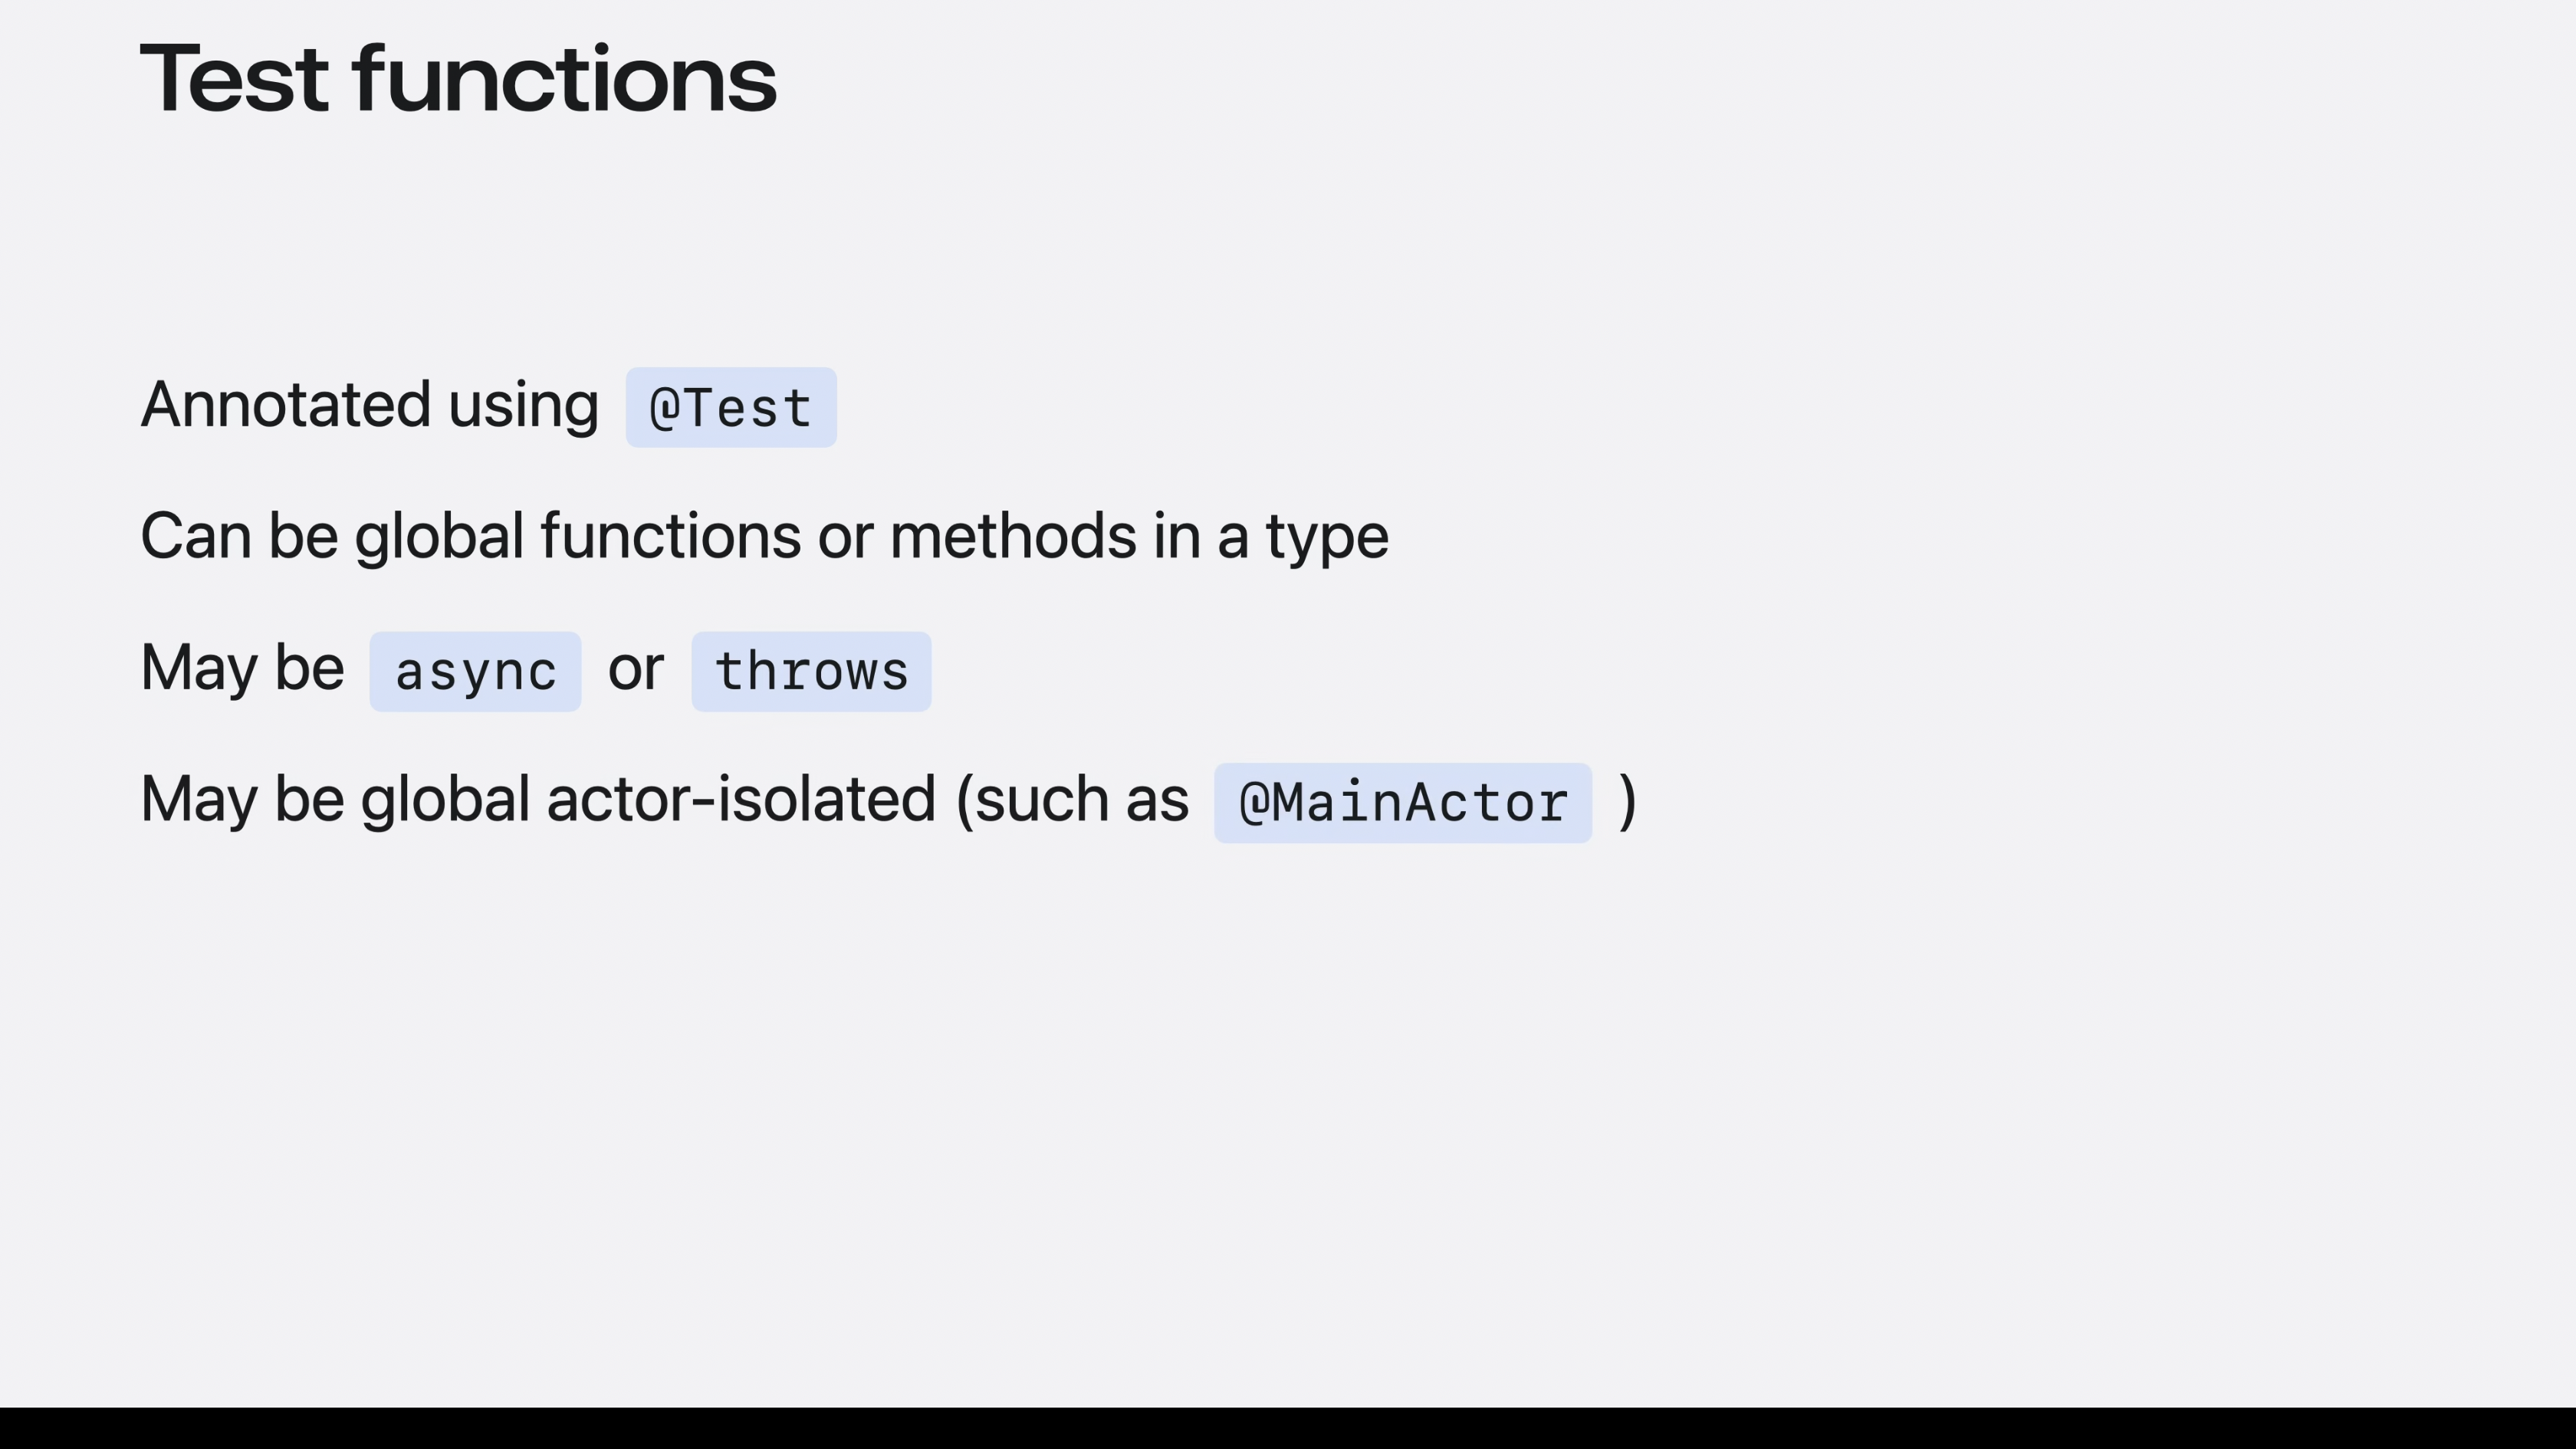 Test functions
Annotated using @Test
Can be global functions or methods in a type
May be async or throws
May be global actor-isolated (such as @MainActor )